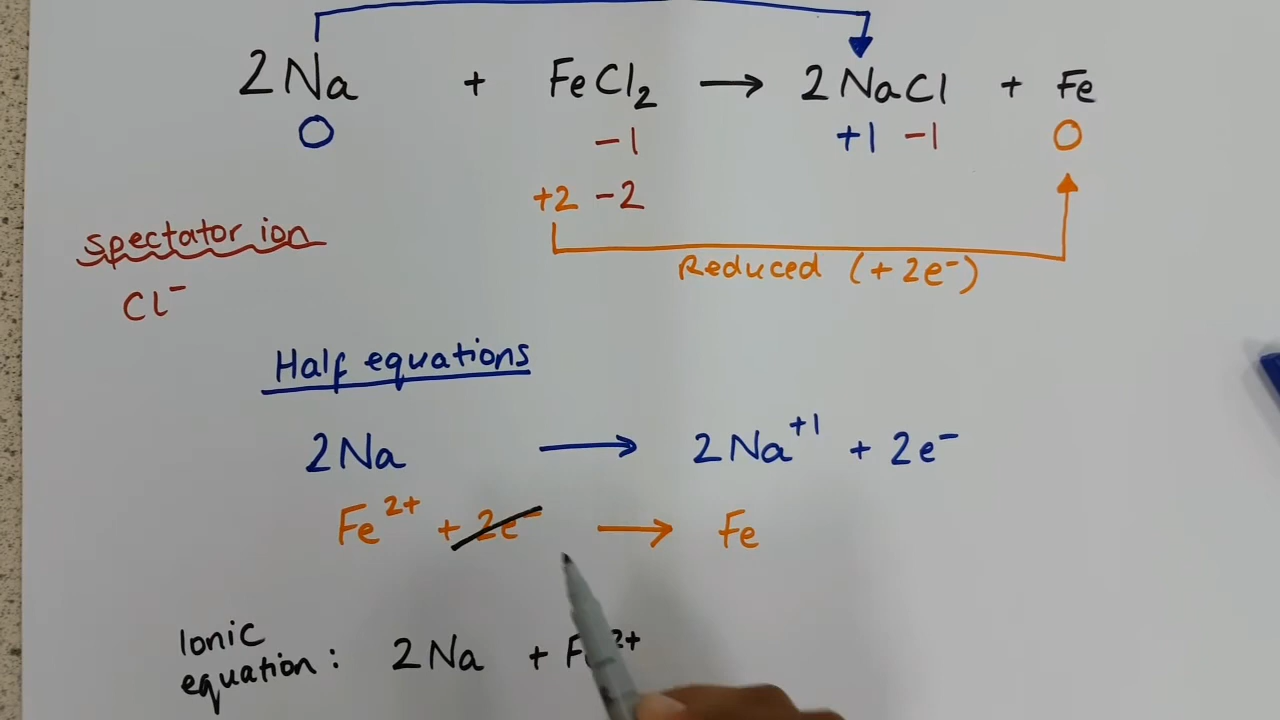 2Na + FeCl₂ → 2NaCl + Fe
0 -1 +1 -1 0
+2 -2
Spectator ion
Reduced (+2e⁻)
Cl⁻
Half equations
2Na → 2Na⁺¹ + 2e⁻
Fe²⁺ + 2e⁻ → Fe
Ionic
equation: 2Na + Fe²⁺